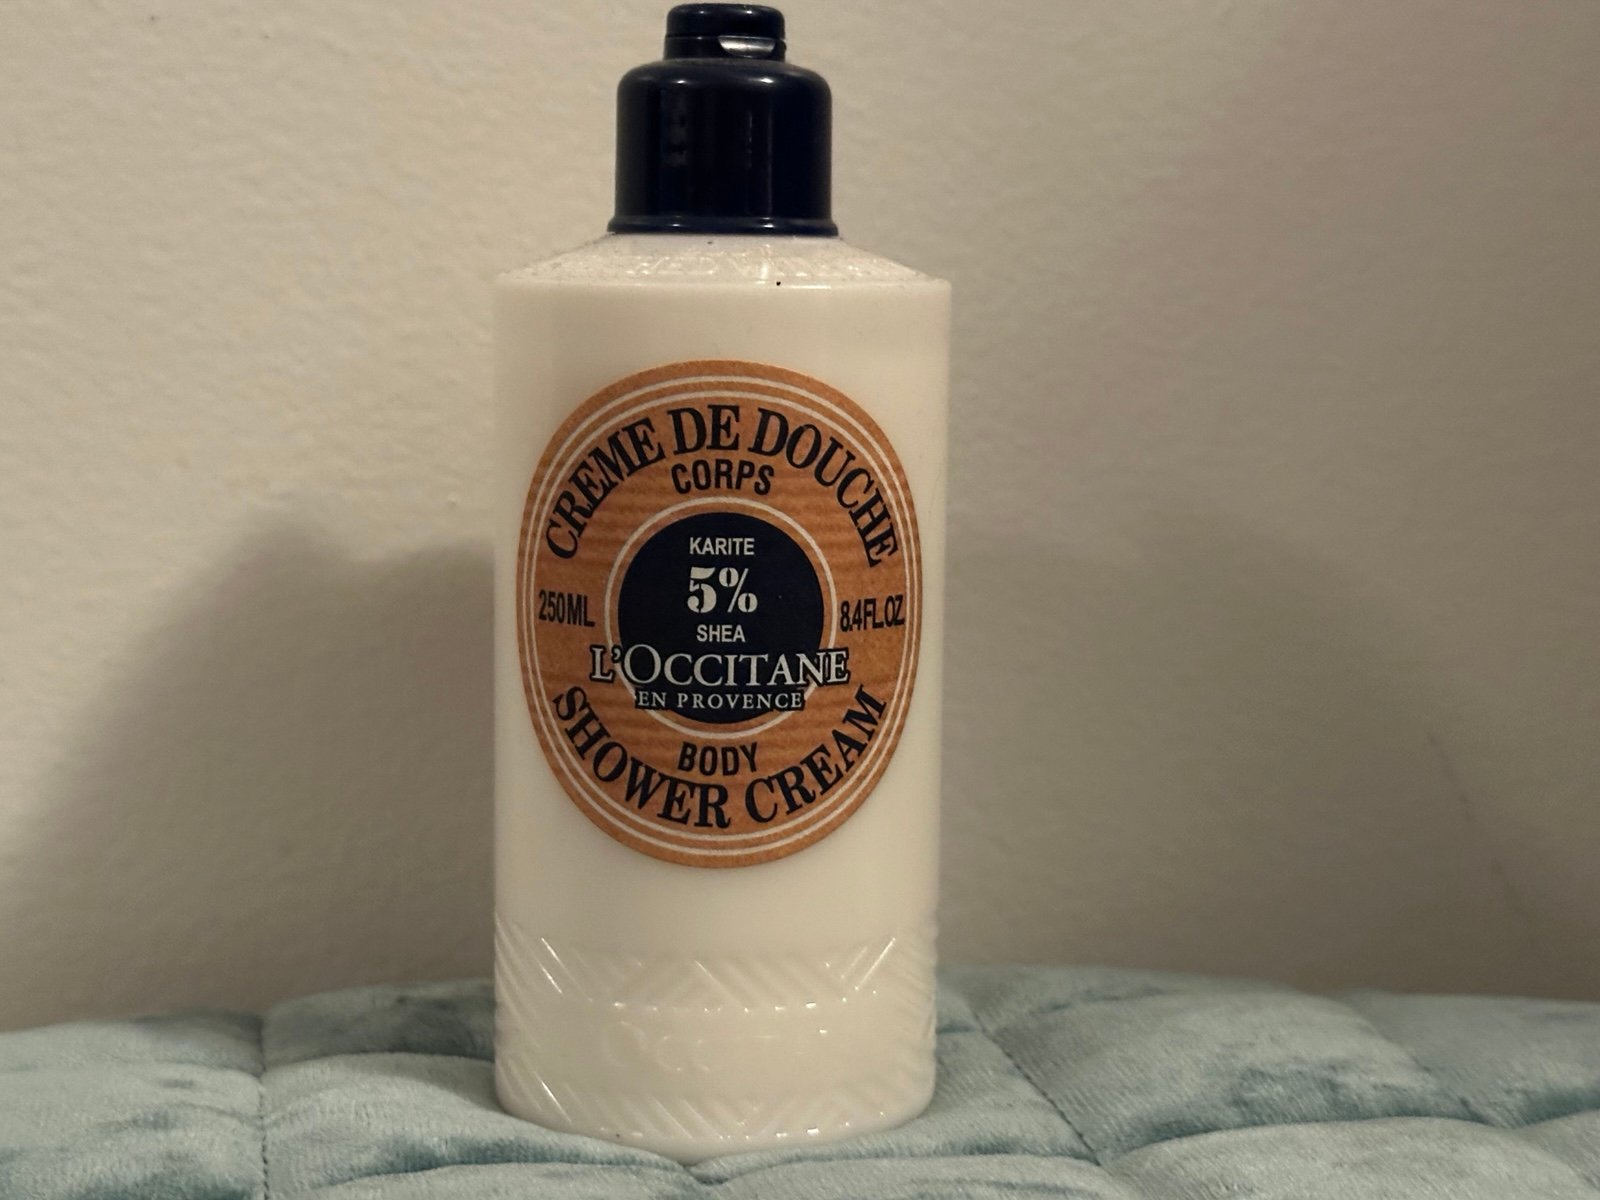 CREME DE DOUCHE
CORPS
KARITE
5%
SHEA
250ML
8.4FL.OZ
L'OCCITANE
EN PROVENCE
BODY
SHOWER CREAM